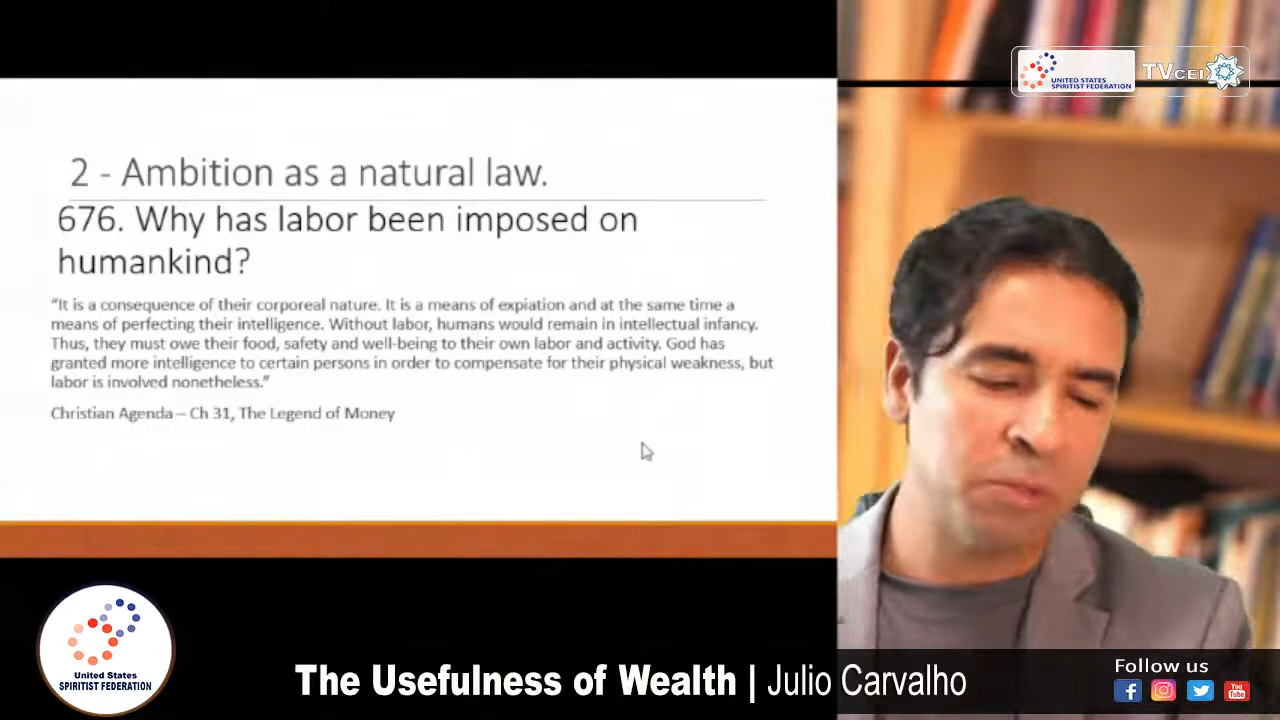 2 - Ambition as a natural law.
676. Why has labor been imposed on
humankind?
“It is a consequence of their corporeal nature. It is a means of expiation and at the same time a
means of perfecting their intelligence. Without labor, humans would remain in intellectual infancy.
Thus, they must owe their food, safety and well-being to their own labor and activity. God has
granted more intelligence to certain persons in order to compensate for their physical weakness, but
labor is involved nonetheless.”
Christian Agenda – Ch 31, The Legend of Money
UNITED STATES
SPIRITIST FEDERATION
TVCEI
United States
SPIRITIST FEDERATION
The Usefulness of Wealth | Julio Carvalho
Follow us
You
Tube